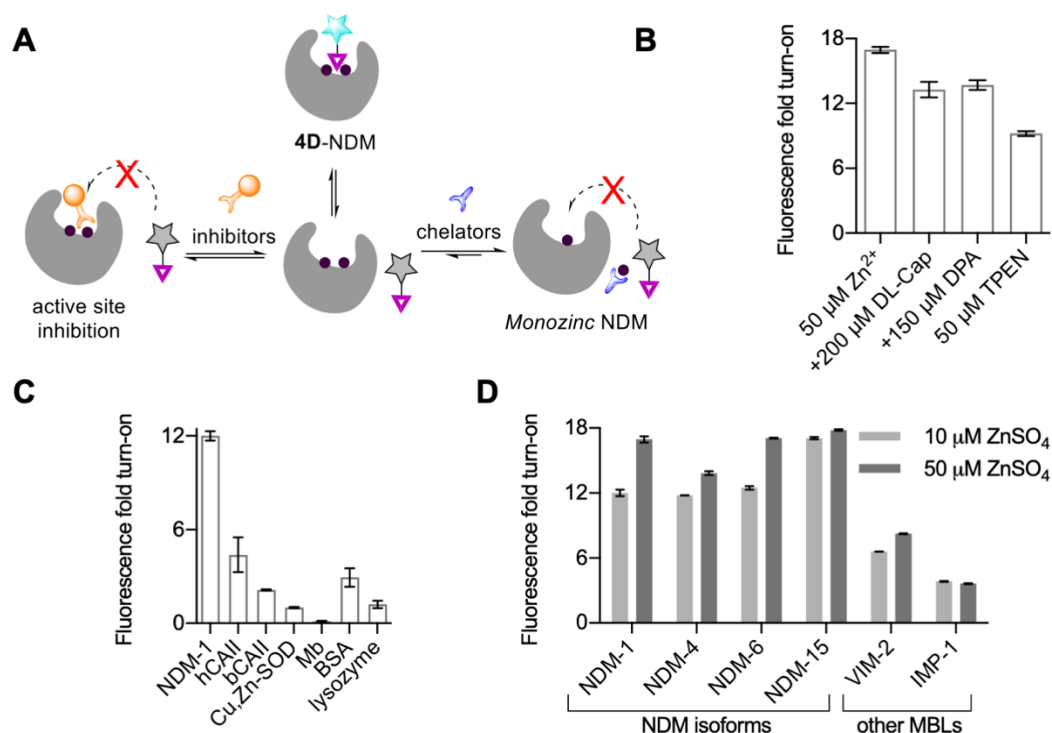 A
4D-NDM
X
inhibitors
chelators
X
active site
inhibition
Monozinc NDM
B
Fluorescence fold turn-on
18
12
6
0
50 µM Zn²⁺
+200 µM DL-Cap
+150 µM DPA
50 µM TPEN
C
Fluorescence fold turn-on
12
6
0
NDM-1
hCAII
bCAII
Cu,Zn-SOD
Mb
BSA
lysozyme
D
Fluorescence fold turn-on
18
12
6
0
10 µM ZnSO₄
50 µM ZnSO₄
NDM-1
NDM-4
NDM-6
NDM-15
VIM-2
IMP-1
NDM isoforms
other MBLs